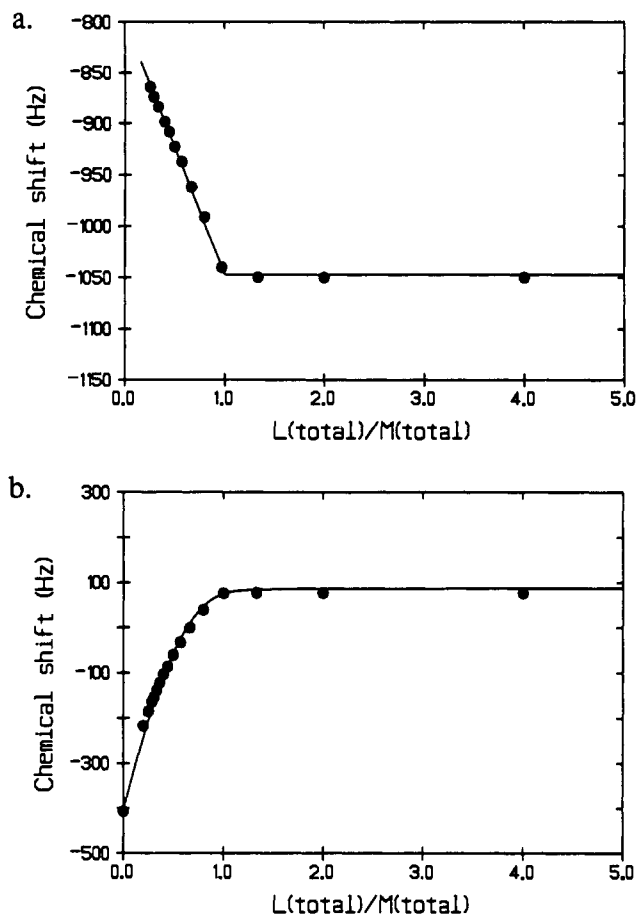 a.
-800
-850
-900
-950
-1000
-1050
-1100
-1150
Chemical shift (Hz)
0.0 1.0 2.0 3.0 4.0 5.0
L(total)/M(total)
b.
300
100
-100
-300
-500
Chemical shift (Hz)
0.0 1.0 2.0 3.0 4.0 5.0
L(total)/M(total)